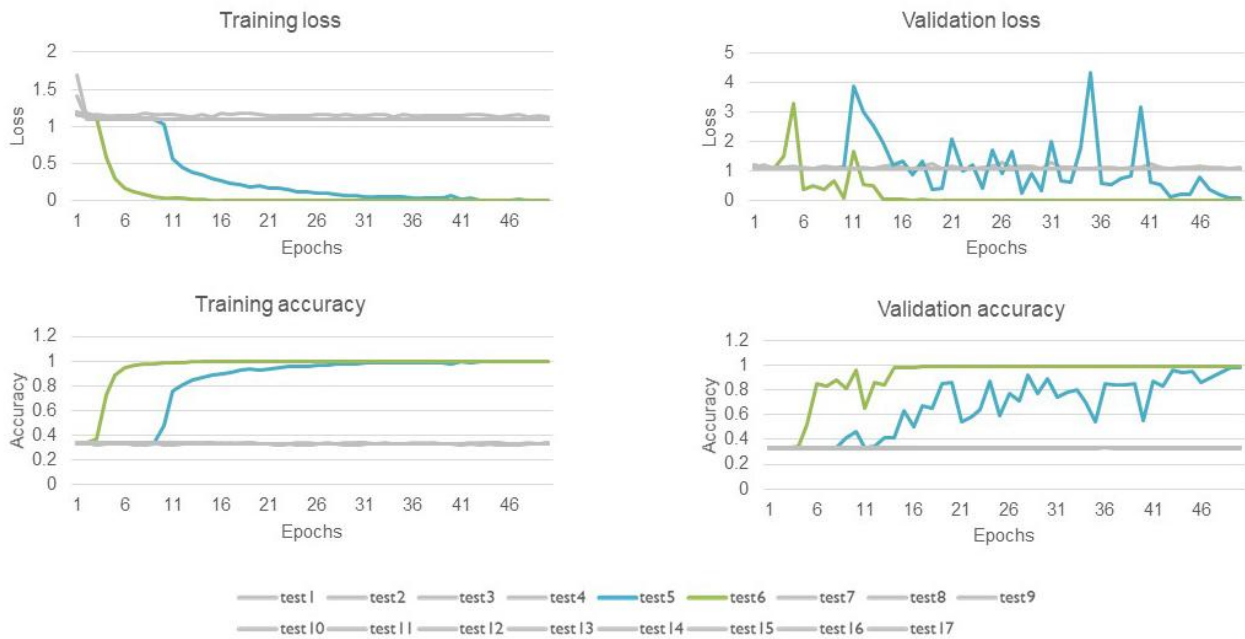 Training loss
2
1.5
1
0.5
0
Loss
1 6 11 16 21 26 31 36 41 46
Epochs
Validation loss
5
4
3
2
1
0
Loss
1 6 11 16 21 26 31 36 41 46
Epochs
Training accuracy
1.2
1
0.8
0.6
0.4
0.2
0
Accuracy
1 6 11 16 21 26 31 36 41 46
Epochs
Validation accuracy
1.2
1
0.8
0.6
0.4
0.2
0
Accuracy
1 6 11 16 21 26 31 36 41 46
Epochs
test1 test2 test3 test4 test5 test6 test7 test8 test9
test10 test11 test12 test13 test14 test15 test16 test17